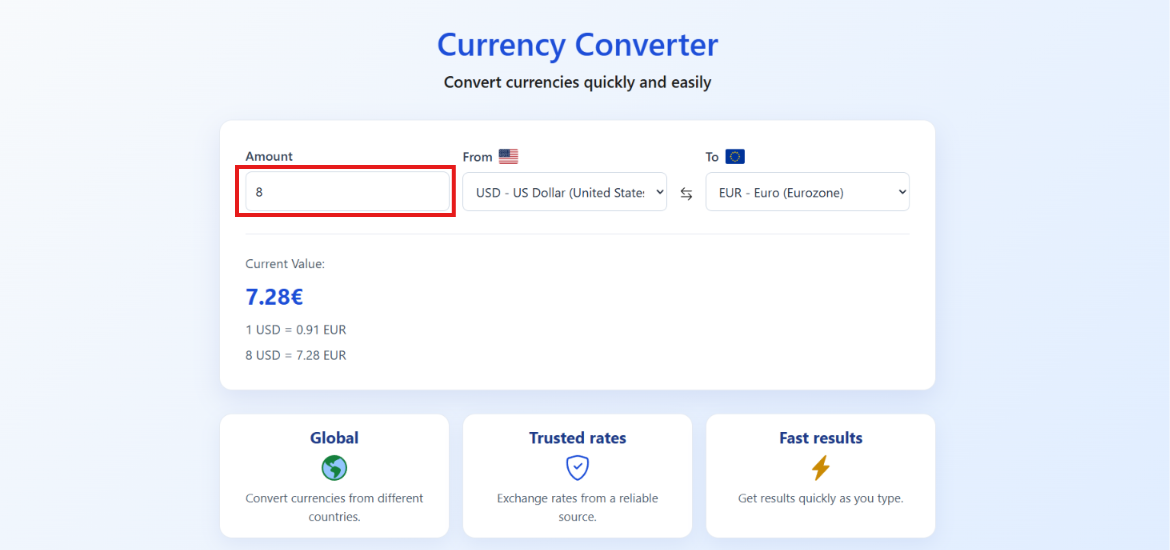 Currency Converter
Convert currencies quickly and easily
Amount
From
To
8
USD - US Dollar (United States
EUR - Euro (Eurozone)
Current Value:
7.28€
1 USD = 0.91 EUR
8 USD = 7.28 EUR
Global
Convert currencies from different
countries.
Trusted rates
Exchange rates from a reliable
source.
Fast results
Get results quickly as you type.